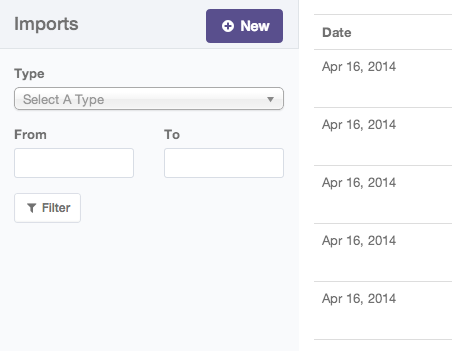 Imports
New
Type
Select A Type
From To
Filter
Date
Apr 16, 2014
Apr 16, 2014
Apr 16, 2014
Apr 16, 2014
Apr 16, 2014